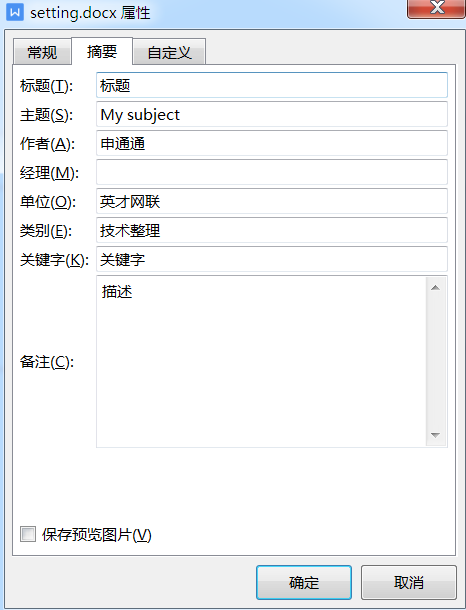 setting.docx 属性
常规 摘要 自定义
标题(T): 标题
主题(S): My subject
作者(A): 申通通
经理(M):
单位(O): 英才网联
类别(E): 技术整理
关键字(K): 关键字
描述
备注(C):
保存预览图片(V)
确定 取消